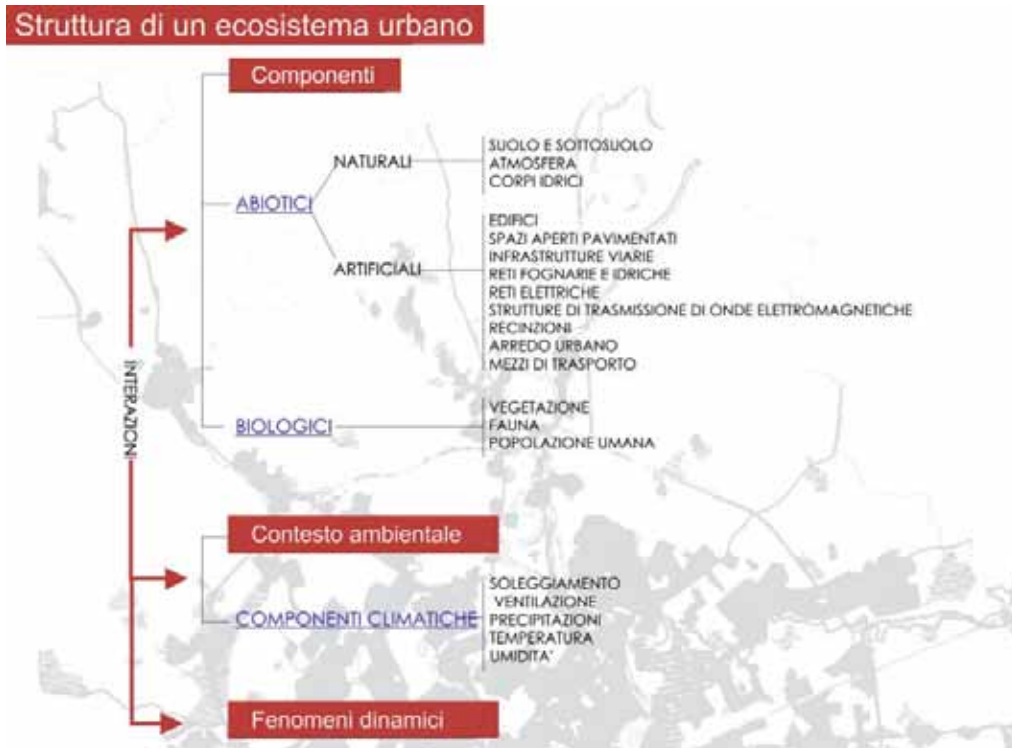 Struttura di un ecosistema urbano
Componenti
ABIOTICI
NATURALI
SUOLO E SOTTOSUOLO
ATMOSFERA
CORPI IDRICI
ARTIFICIALI
EDIFICI
SPAZI APERTI PAVIMENTATI
INFRASTRUTTURE VIARIE
RETI FOGNARIE E IDRICHE
RETI ELETTRICHE
STRUTTURE DI TRASMISSIONE DI ONDE ELETTROMAGNETICHE
RECINZIONI
ARREDO URBANO
MEZZI DI TRASPORTO
BIOLOGICI
VEGETAZIONE
FAUNA
POPOLAZIONE UMANA
INTERAZIONI
Contesto ambientale
COMPONENTI CLIMATICHE
SOLEGGIAMENTO
VENTILAZIONE
PRECIPITAZIONI
TEMPERATURA
UMIDITA'
Fenomeni dinamici